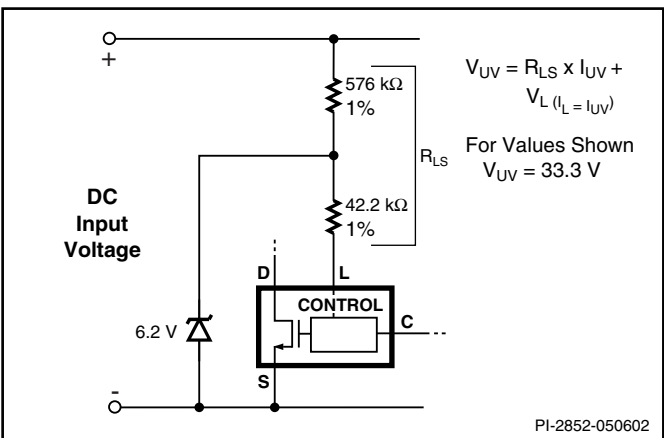 +
576 kΩ
1%
R_LS
V_UV = R_LS x I_UV +
V_L (I_L = I_UV)
For Values Shown
V_UV = 33.3 V
DC
Input
Voltage
42.2 kΩ
1%
D
L
CONTROL
C
6.2 V
S
-
PI-2852-050602